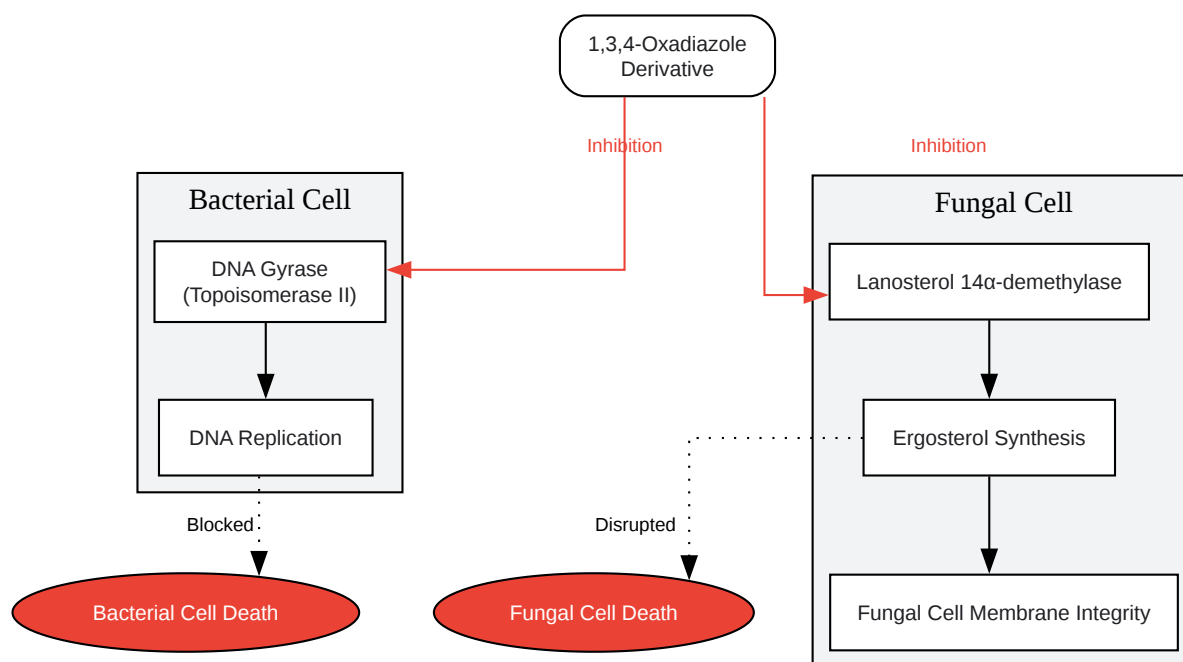 1,3,4-Oxadiazole
Derivative
Inhibition
Inhibition
Bacterial Cell
Fungal Cell
DNA Gyrase
(Topoisomerase II)
Lanosterol 14α-demethylase
DNA Replication
Ergosterol Synthesis
Blocked
Disrupted
Bacterial Cell Death
Fungal Cell Death
Fungal Cell Membrane Integrity